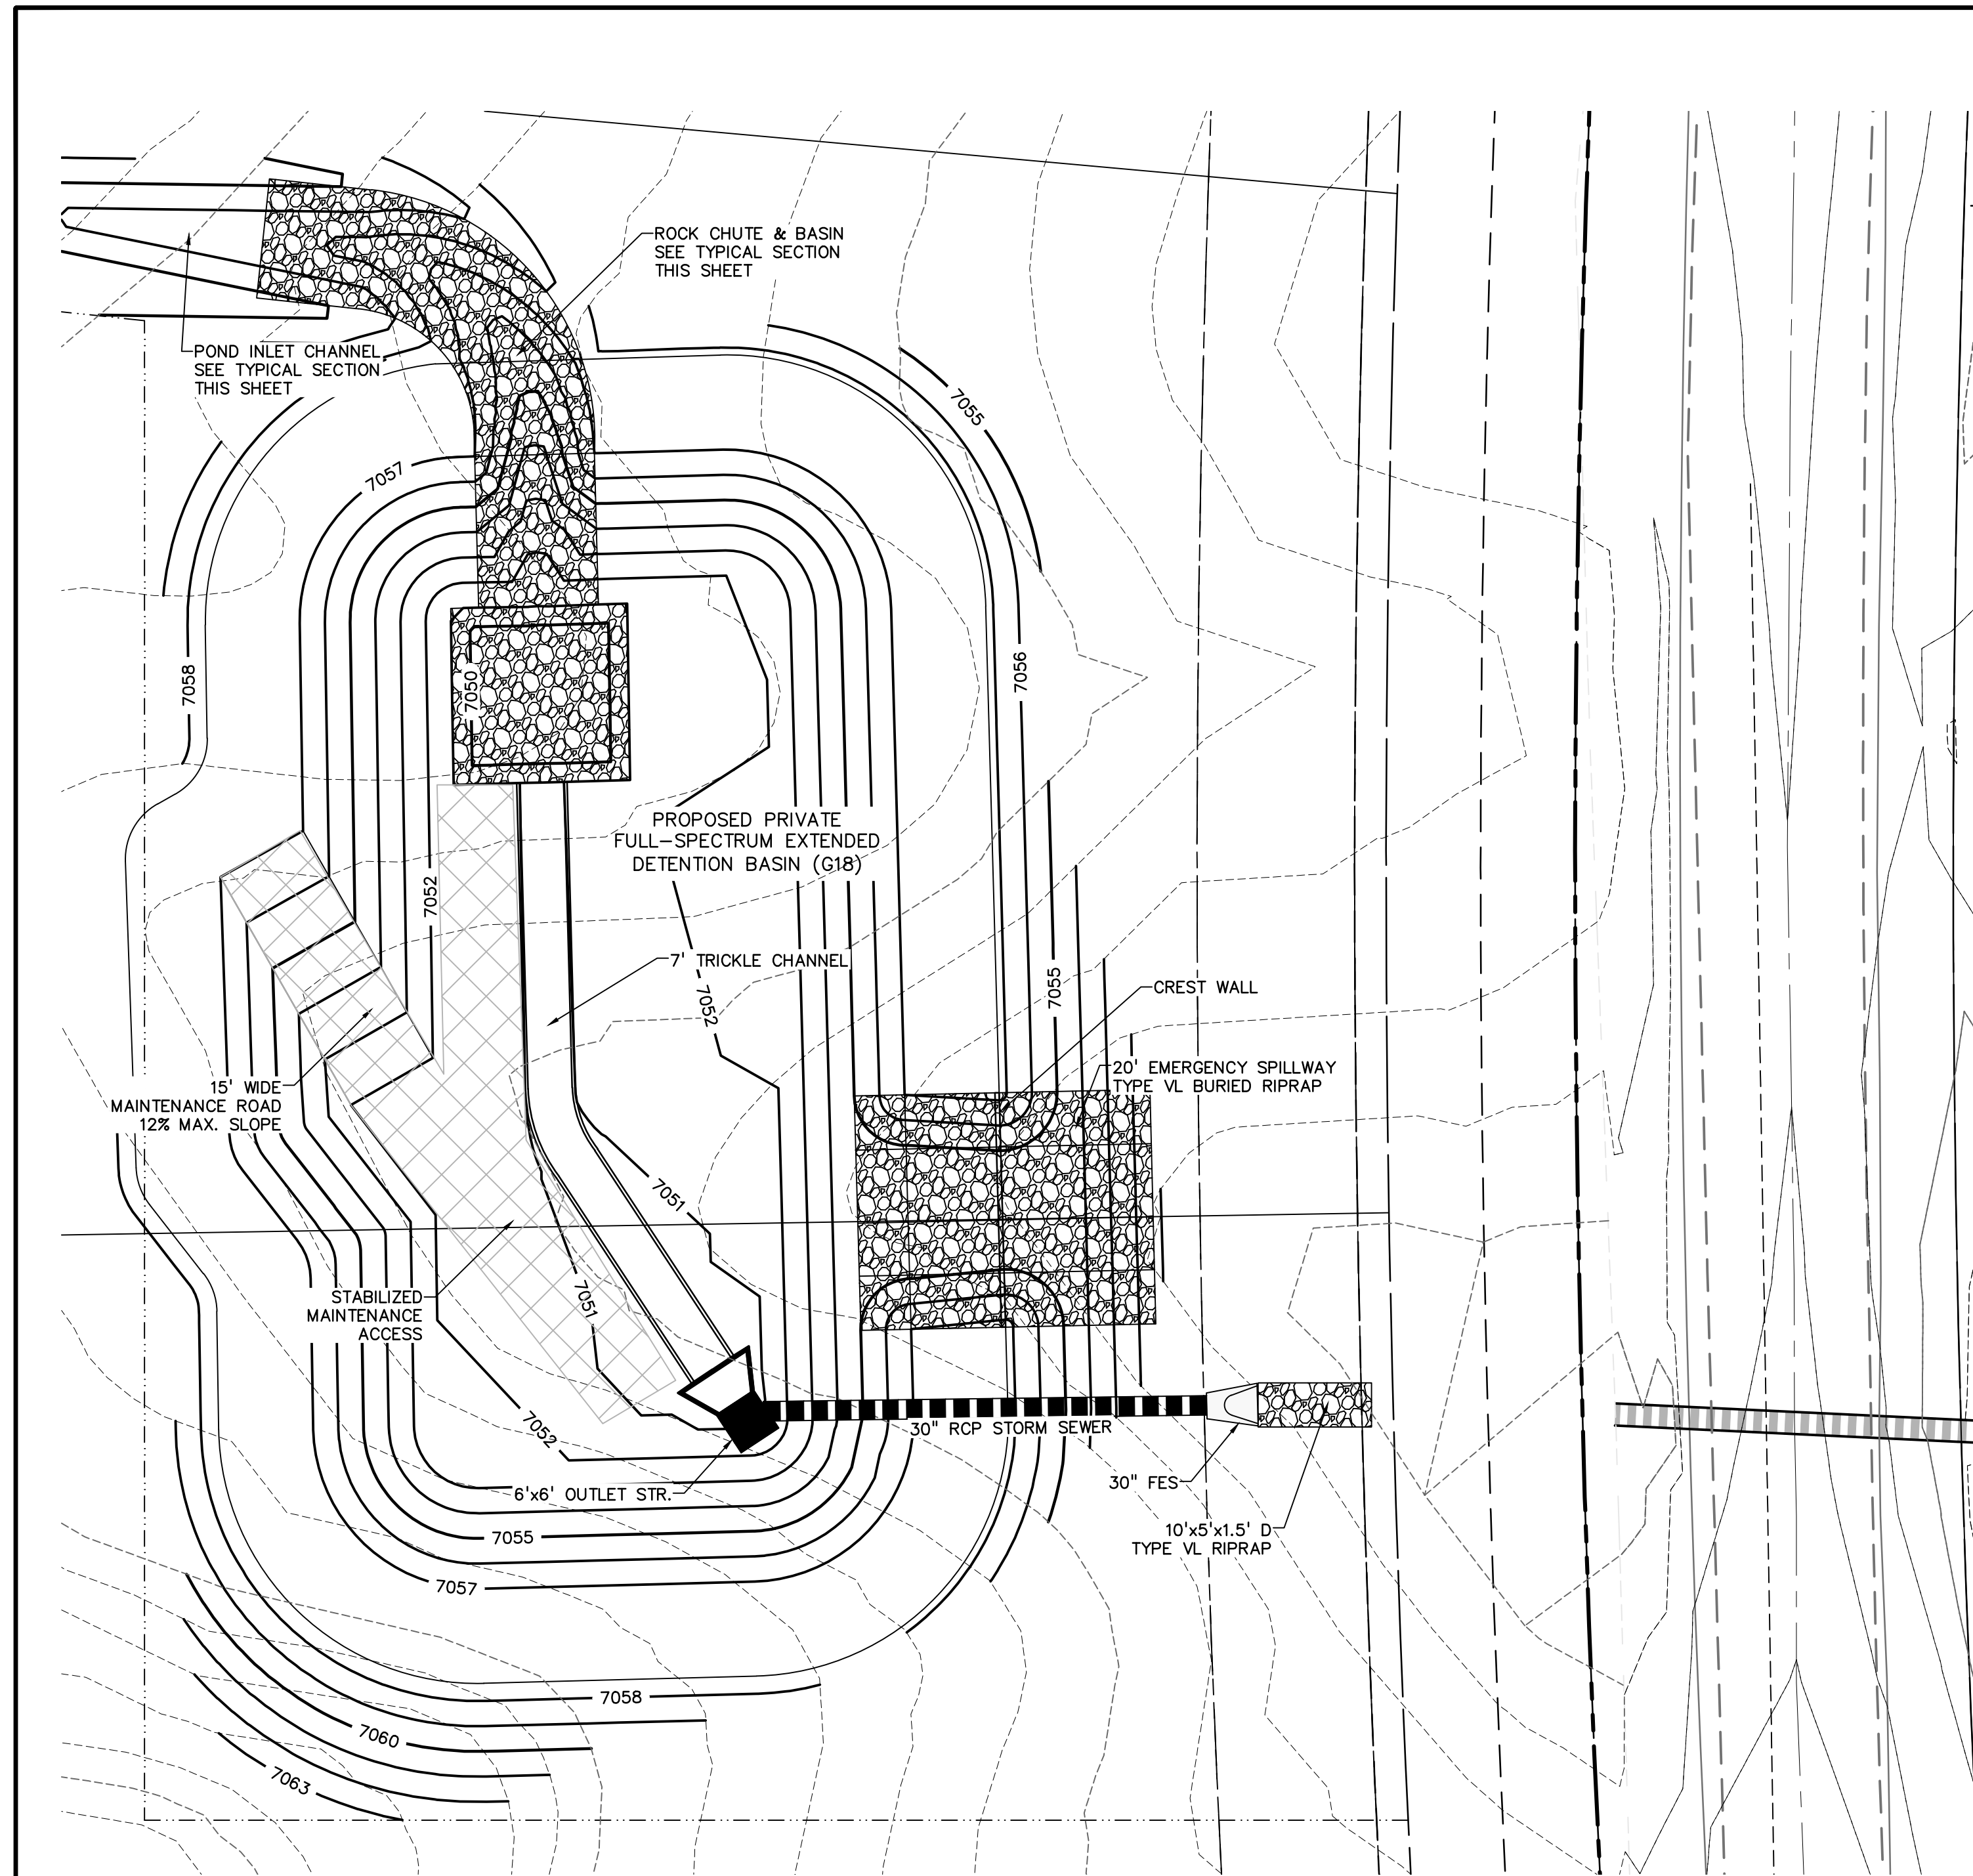 ROCK CHUTE & BASIN
SEE TYPICAL SECTION
THIS SHEET
POND INLET CHANNEL
SEE TYPICAL SECTION
THIS SHEET
7055
7057
7058
7050
7056
PROPOSED PRIVATE
FULL-SPECTRUM EXTENDED
DETENTION BASIN (G18)
7052
7' TRICKLE CHANNEL
7052
7055
CREST WALL
20' EMERGENCY SPILLWAY
TYPE VL BURIED RIPRAP
15' WIDE
MAINTENANCE ROAD
12% MAX. SLOPE
7051
7051
STABILIZED
MAINTENANCE
ACCESS
7052
30" RCP STORM SEWER
30" FES
6'x6' OUTLET STR.
10'x5'x1.5' D
TYPE VL RIPRAP
7055
7057
7058
7060
7063